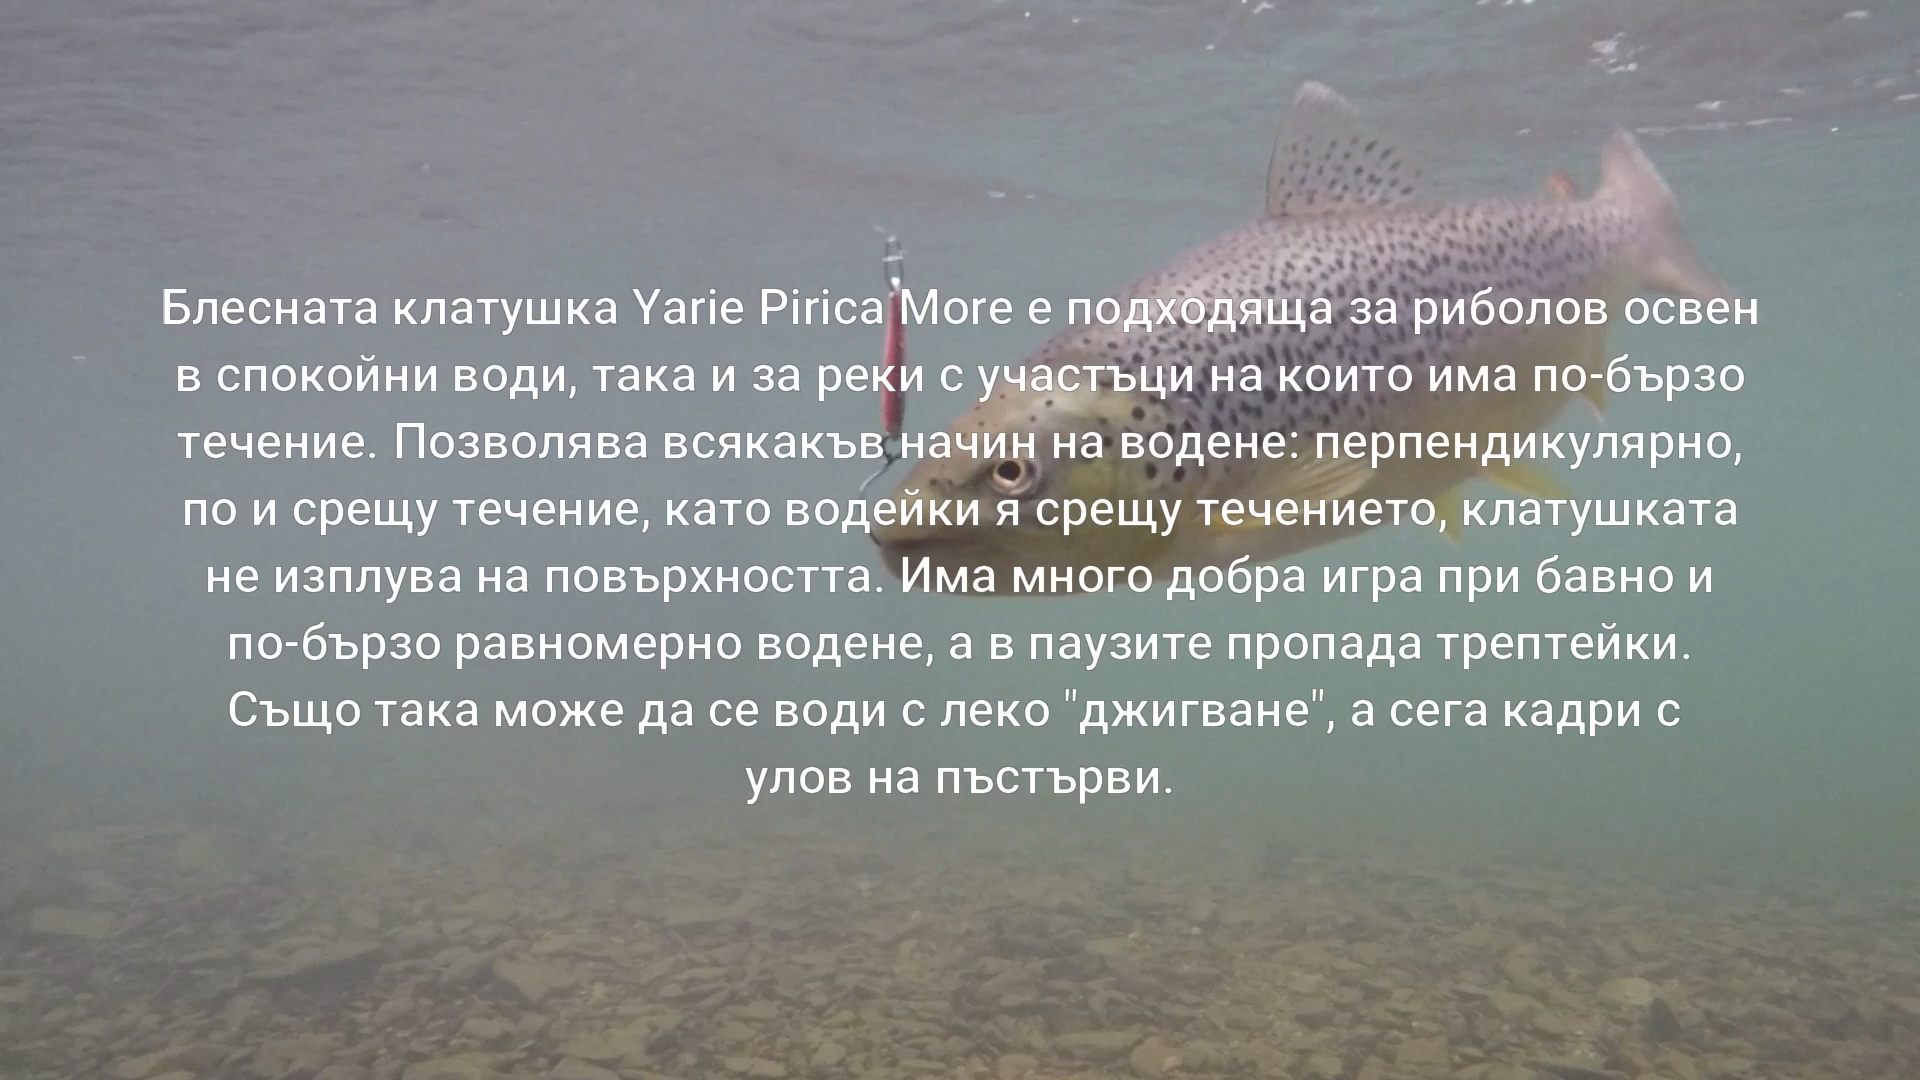 Блесната клатушка Yarie Pirica More е подходяща за риболов освен
в спокойни води, така и за реки с участъци на които има по-бързо
течение. Позволява всякакъв начин на водене: перпендикулярно,
по и срещу течение, като водейки я срещу течението, клатушката
не изплува на повърхността. Има много добра игра при бавно и
по-бързо равномерно водене, а в паузите пропада трептейки.
Също така може да се води с леко "джигване", а сега кадри с
улов на пъстърви.